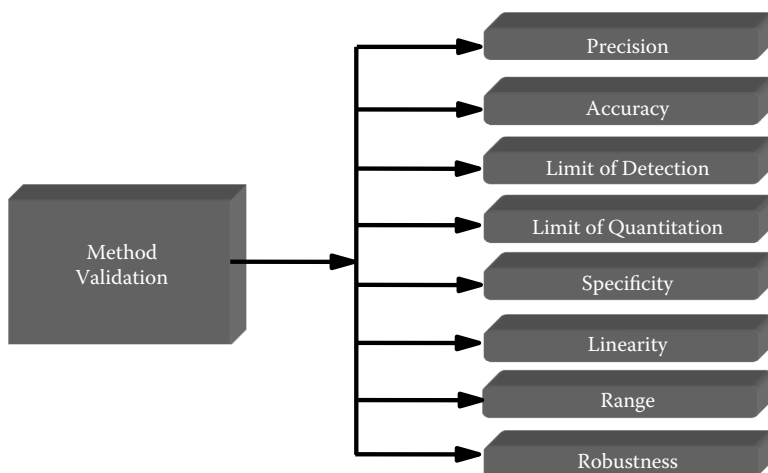 Method
Validation
Precision
Accuracy
Limit of Detection
Limit of Quantitation
Specificity
Linearity
Range
Robustness